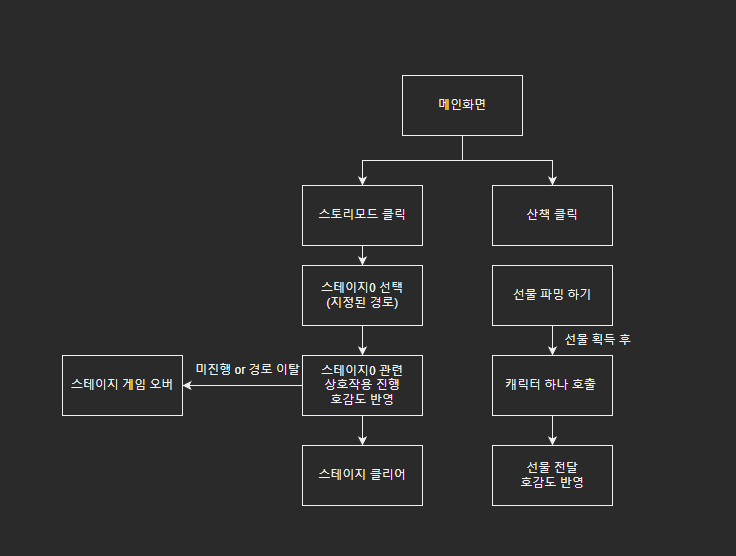 메인화면
스토리모드 클릭
산책 클릭
스테이지0 선택
(지정된 경로)
선물 파밍 하기
선물 획득 후
미진행 or 경로 이탈
스테이지 게임 오버
스테이지0 관련
상호작용 진행
호감도 반영
캐릭터 하나 호출
스테이지 클리어
선물 전달
호감도 반영